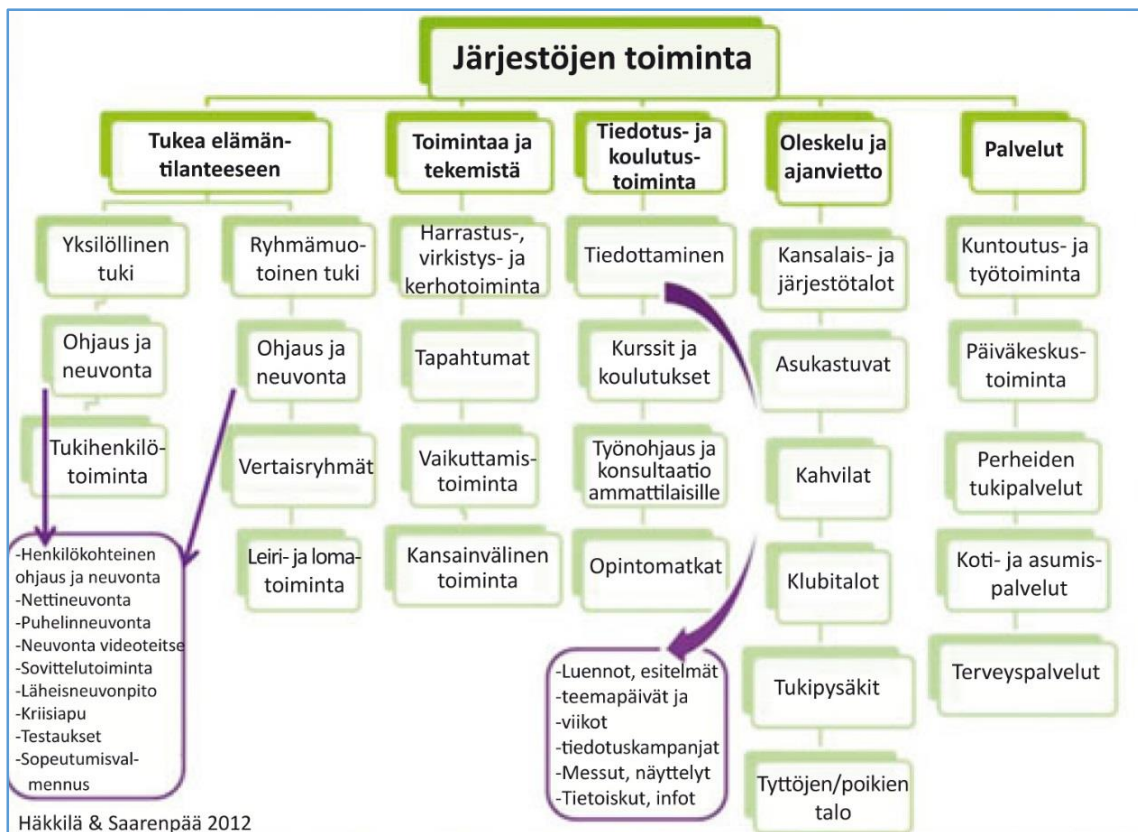 Järjestöjen toiminta
Tukea elämän-
tilanteeseen
Yksilöllinen
tuki
Ohjaus ja
neuvonta
Tukihenkilö-
toiminta
-Henkilökohteinen
ohjaus ja neuvonta
-Nettineuvonta
-Puhelinneuvonta
-Neuvonta videoteitse
-Sovittelutoiminta
-Läheisneuvonpito
-Kriisiapu
-Testaukset
-Sopeutumisval-
mennus
Ryhmämuo-
toinen tuki
Ohjaus ja
neuvonta
Vertaisryhmät
Leiri- ja loma-
toiminta
Toimintaa ja
tekemistä
Harrastus-,
virkistys- ja
kerhotoiminta
Tapahtumat
Vaikuttamis-
toiminta
Kansainvälinen
toiminta
Tiedotus- ja
koulutus-
toiminta
Tiedottaminen
Kurssit ja
koulutukset
Työnohjaus ja
konsultaatio
ammattilaisille
Opintomatkat
-Luennot, esitelmät
-teemapäivät ja
-viikot
-tiedotuskampanjat
-Messut, näyttelyt
-Tietoiskut, infot
Oleskelu ja
ajanvietto
Kansalais- ja
järjestötalot
Asukastuvat
Kahvilat
Klubitalot
Tukipysäkit
Tyttöjen/poikien
talo
Palvelut
Kuntoutus- ja
työtoiminta
Päiväkeskus-
toiminta
Perheiden
tukipalvelut
Koti- ja asumis-
palvelut
Terveyspalvelut
Häkkilä & Saarenpää 2012